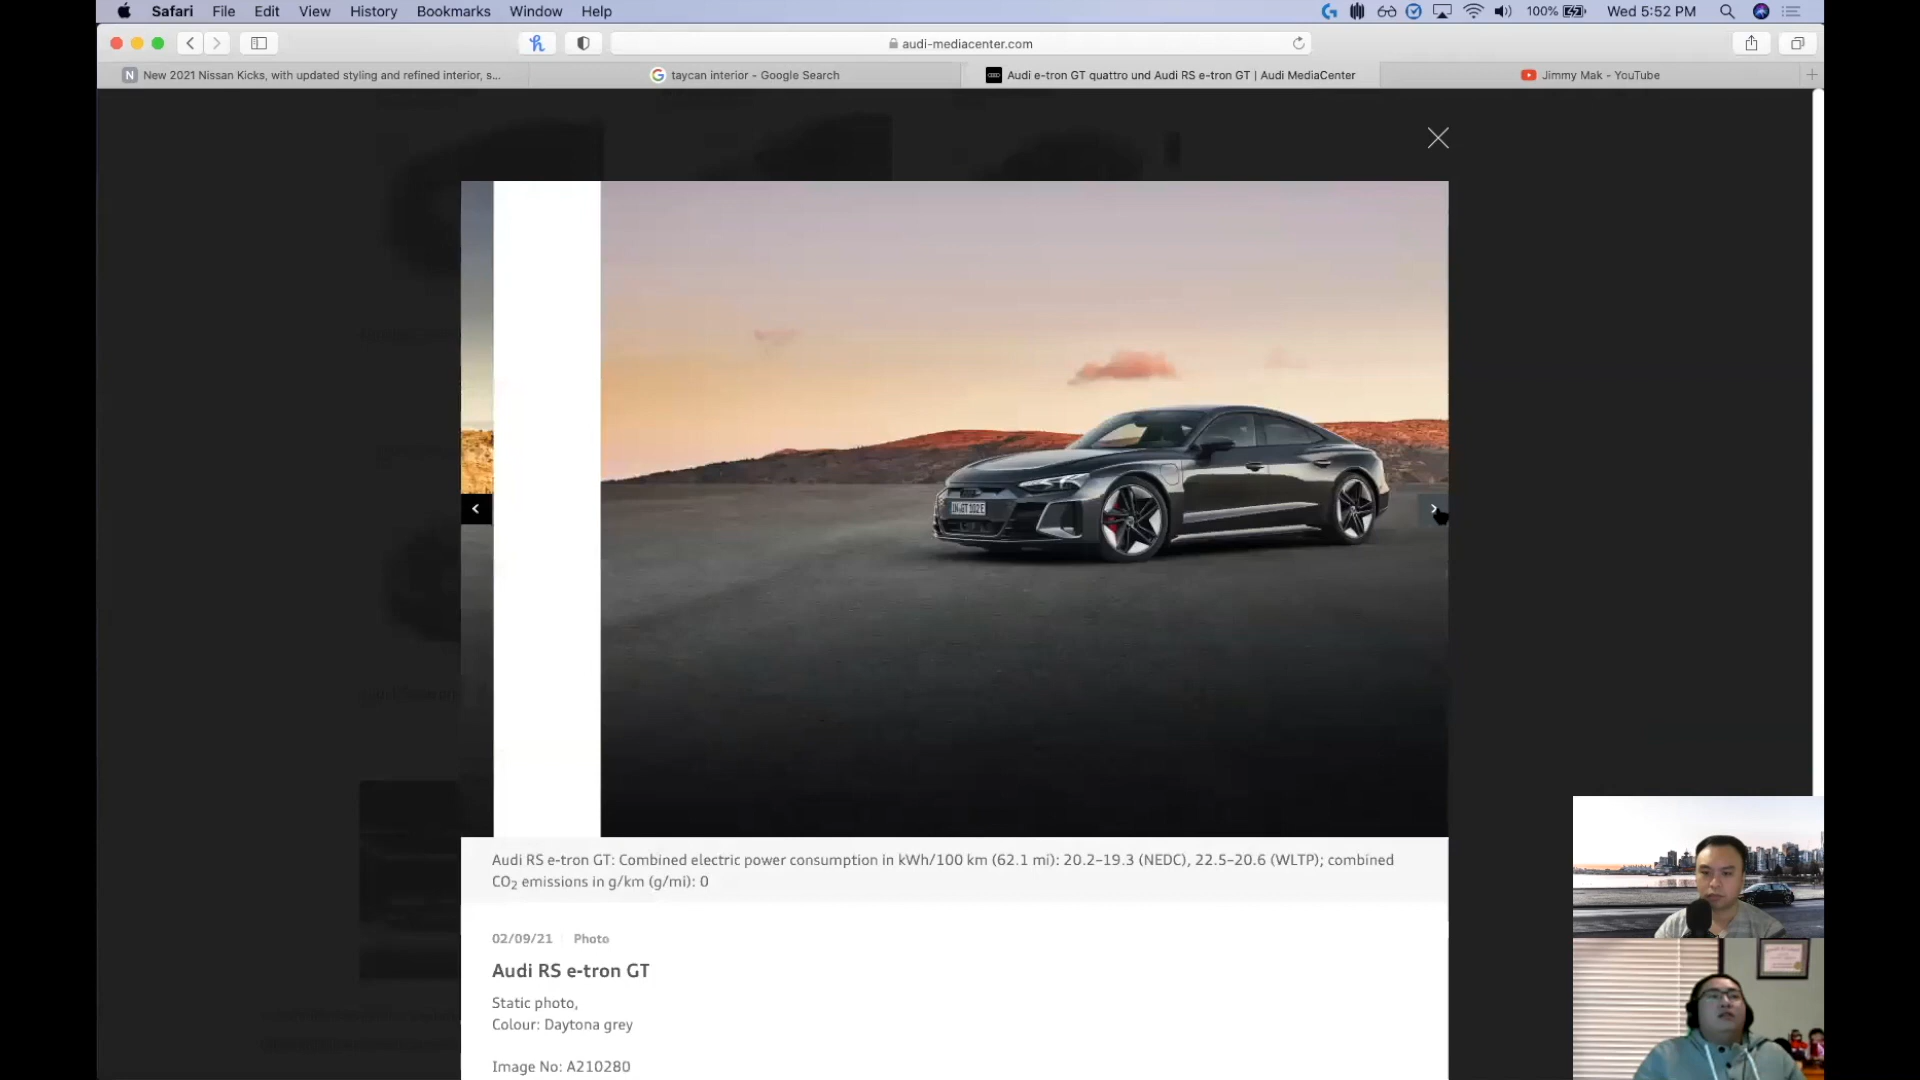 Safari File Edit View History Bookmarks Window Help 100% Wed 5:52 PM
audi-mediacenter.com
New 2021 Nissan Kicks, with updated styling and refined interior, s...
taycan interior - Google Search
Audi e-tron GT quattro und Audi RS e-tron GT | Audi MediaCenter
Jimmy Mak - YouTube
Audi RS e-tron GT: Combined electric power consumption in kWh/100 km (62.1 mi): 20.2–19.3 (NEDC), 22.5–20.6 (WLTP); combined
CO₂ emissions in g/km (g/mi): 0
02/09/21 Photo
Audi RS e-tron GT
Static photo,
Colour: Daytona grey
Image No: A210280